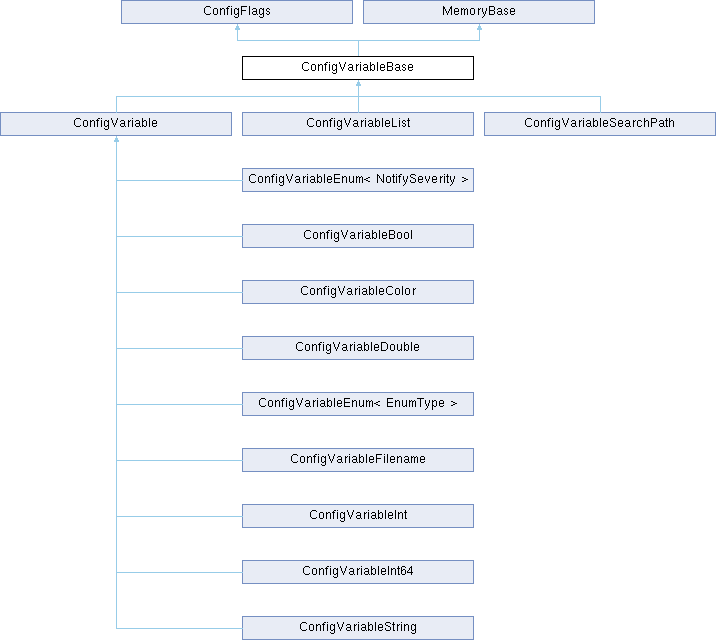 ConfigFlags
MemoryBase
ConfigVariableBase
ConfigVariable
ConfigVariableList
ConfigVariableSearchPath
ConfigVariableEnum< NotifySeverity >
ConfigVariableBool
ConfigVariableColor
ConfigVariableDouble
ConfigVariableEnum< EnumType >
ConfigVariableFilename
ConfigVariableInt
ConfigVariableInt64
ConfigVariableString